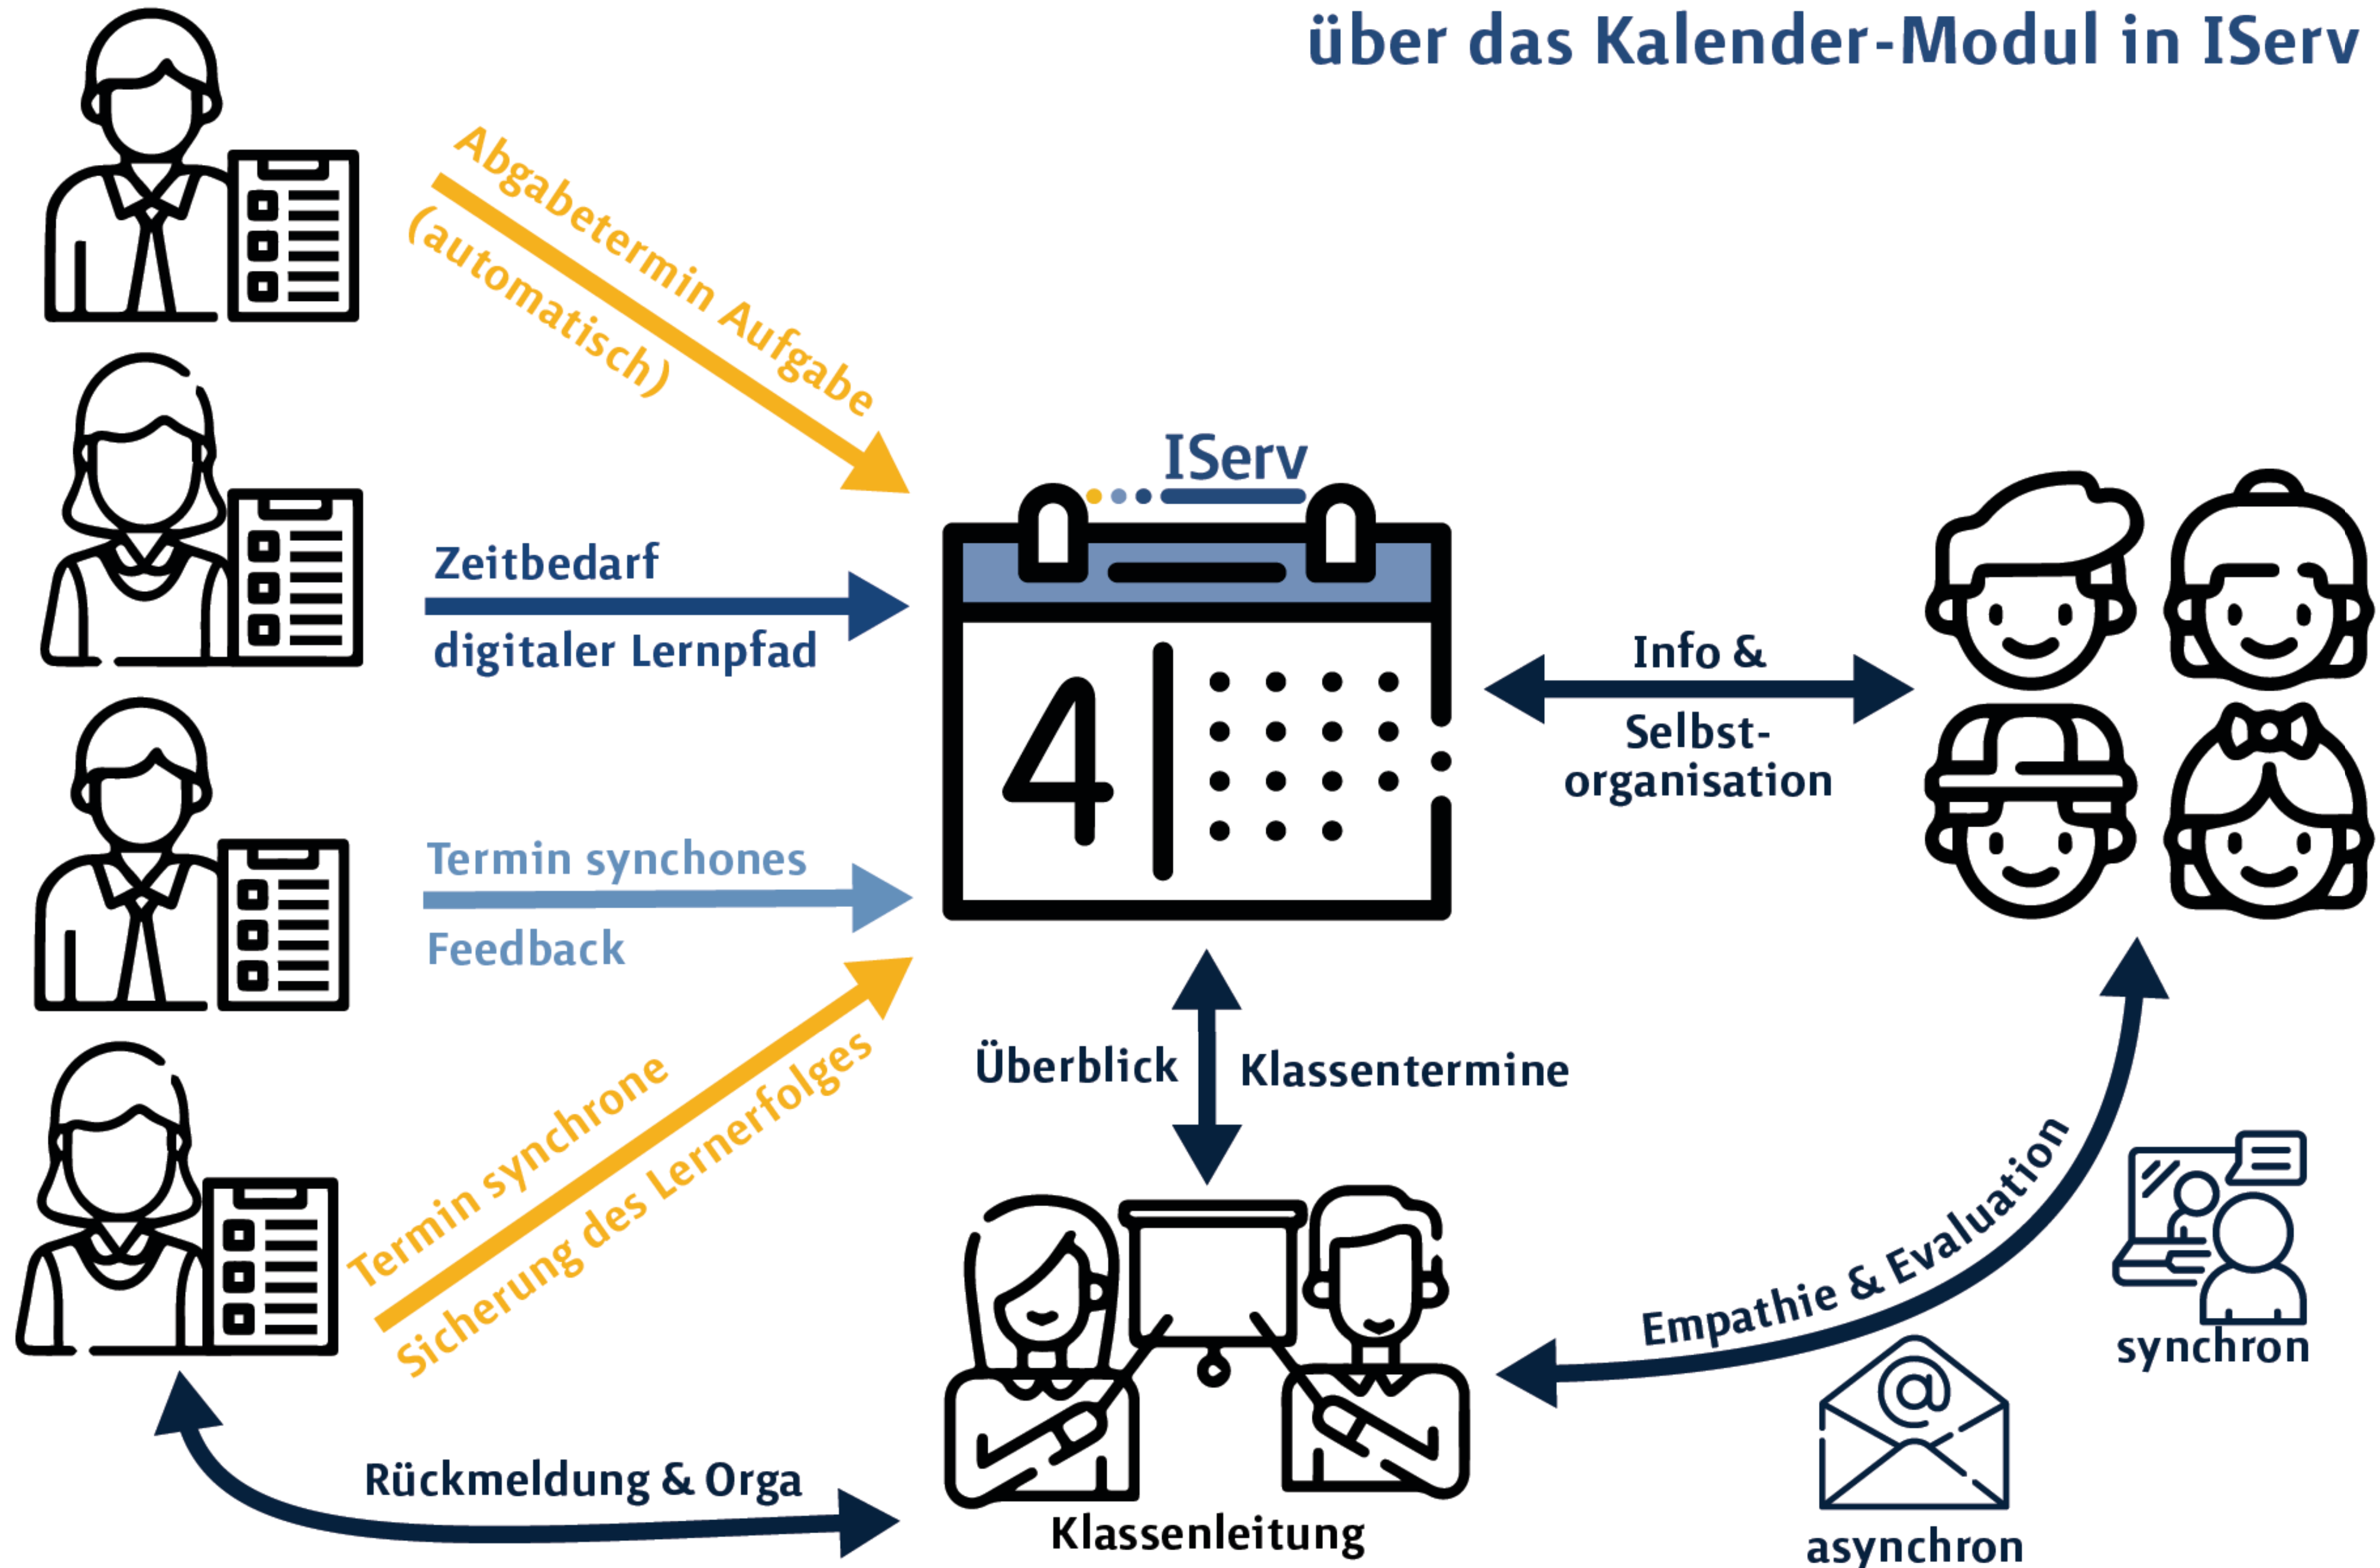 über das Kalender-Modul in IServ
Abgabetermin Aufgabe
(automatisch)
IServ
Zeitbedarf
digitaler Lernpfad
4
Info &
Selbst-
organisation
Termin synchones
Feedback
Termin synchrone
Sicherung des Lernerfolges
Überblick
Klassentermine
Empathie & Evaluation
synchron
@
asynchron
Rückmeldung & Orga
Klassenleitung